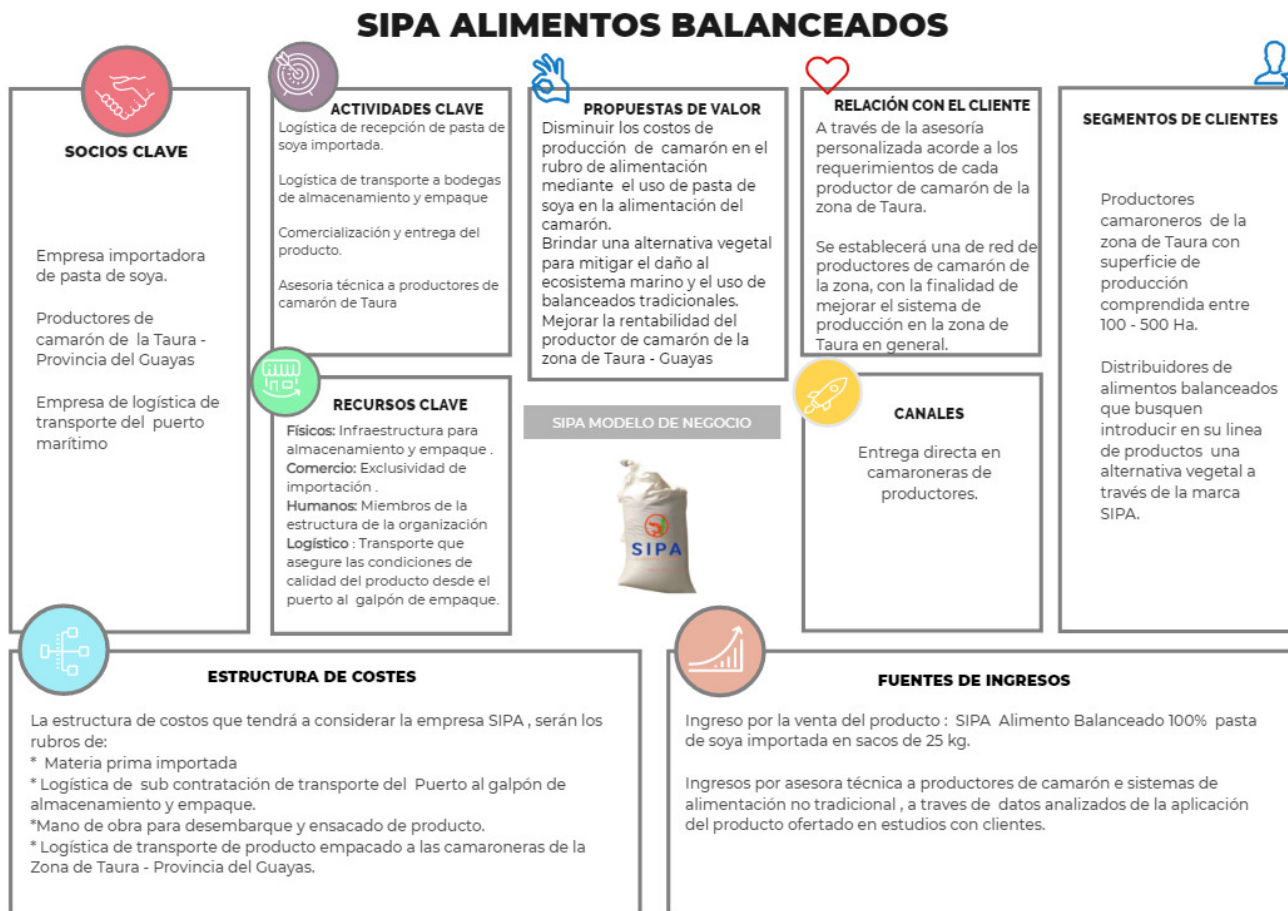 SIPA ALIMENTOS BALANCEADOS
SOCIOS CLAVE
Empresa importadora
de pasta de soya.
Productores de
camarón de la Taura -
Provincia del Guayas
Empresa de logística de
transporte del puerto
marítimo
ACTIVIDADES CLAVE
Logística de recepción de pasta de
soya importada.
Logística de transporte a bodegas
de almacenamiento y empaque
Comercialización y entrega del
producto.
Asesoria técnica a productores de
camarón de Taura
RECURSOS CLAVE
Físicos: Infraestructura para
almacenamiento y empaque .
Comercio: Exclusividad de
importación .
Humanos: Miembros de la
estructura de la organización
Logístico : Transporte que
asegure las condiciones de
calidad del producto desde el
puerto al galpón de empaque.
PROPUESTAS DE VALOR
Disminuir los costos de
producción de camarón en el
rubro de alimentación
mediante el uso de pasta de
soya en la alimentación del
camarón.
Brindar una alternativa vegetal
para mitigar el daño al
ecosistema marino y el uso de
balanceados tradicionales.
Mejorar la rentabilidad del
productor de camarón de la
zona de Taura - Guayas
SIPA MODELO DE NEGOCIO
SIPA
RELACIÓN CON EL CLIENTE
A través de la asesoría
personalizada acorde a los
requerimientos de cada
productor de camarón de la
zona de Taura.
Se establecerá una de red de
productores de camarón de
la zona, con la finalidad de
mejorar el sistema de
producción en la zona de
Taura en general.
CANALES
Entrega directa en
camaroneras de
productores.
SEGMENTOS DE CLIENTES
Productores
camaroneros de la
zona de Taura con
superficie de
producción
comprendida entre
100 - 500 Ha.
Distribuidores de
alimentos balanceados
que busquen
introducir en su linea
de productos una
alternativa vegetal a
través de la marca
SIPA.
ESTRUCTURA DE COSTES
La estructura de costos que tendrá a considerar la empresa SIPA , serán los
rubros de:
* Materia prima importada
* Logística de sub contratación de transporte del Puerto al galpón de
almacenamiento y empaque.
*Mano de obra para desembarque y ensacado de producto.
* Logística de transporte de producto empacado a las camaroneras de la
Zona de Taura - Provincia del Guayas.
FUENTES DE INGRESOS
Ingreso por la venta del producto : SIPA Alimento Balanceado 100% pasta
de soya importada en sacos de 25 kg.
Ingresos por asesora técnica a productores de camarón e sistemas de
alimentación no tradicional , a traves de datos analizados de la aplicación
del producto ofertado en estudios con clientes.